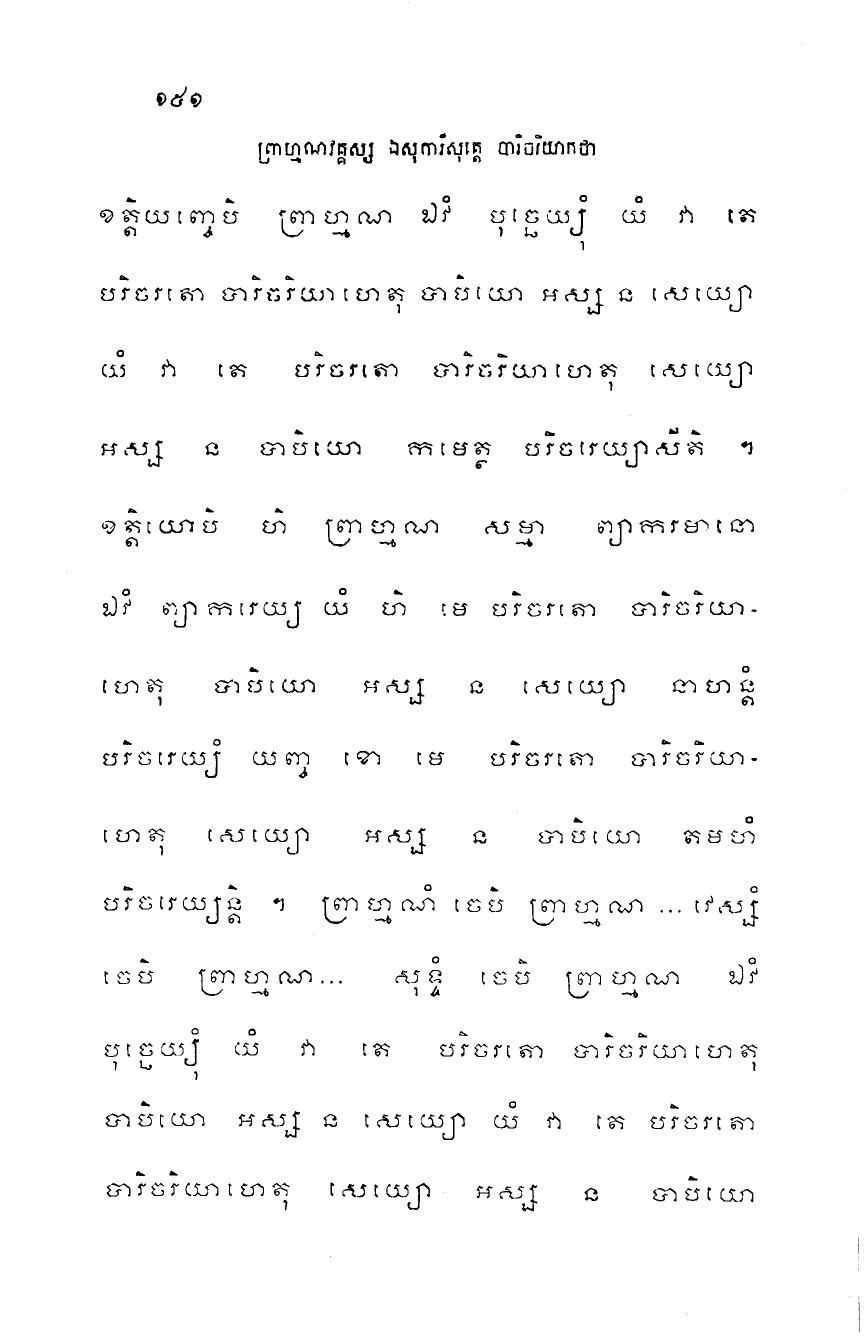 ១៩១
ព្រាហ្មណវគ្គស្ស ឯសុការីសុត្តេ បារិចរិយាកថា
ខត្តិយញ្ចេបិ ព្រាហ្មណ ឯវំ បុច្ឆេយ្យុំ យំ វា តេ
បរិចរតោ បារិចរិយាហេតុ បាបិយោ អស្ស ន សេយ្យោ
យំ វា តេ បរិចរតោ បារិចរិយាហេតុ សេយ្យោ
អស្ស ន បាបិយោ កមេត្ថ បរិចរេយ្យាសីតិ ។
ខត្តិយោបិ ហិ ព្រាហ្មណ សម្មា ព្យាករមានោ
ឯវំ ព្យាករេយ្យ យំ ហិ មេ បរិចរតោ បារិចរិយា-
ហេតុ បាបិយោ អស្ស ន សេយ្យោ នាហន្តំ
បរិចរេយ្យំ យញ្ច ខោ មេ បរិចរតោ បារិចរិយា-
ហេតុ សេយ្យោ អស្ស ន បាបិយោ តមហំ
បរិចរេយ្យន្តិ ។ ព្រាហ្មណំ ចេបិ ព្រាហ្មណ ... វេស្សំ
ចេបិ ព្រាហ្មណ... សុទ្ទំ ចេបិ ព្រាហ្មណ ឯវំ
បុច្ឆេយ្យុំ យំ វា តេ បរិចរតោ បារិចរិយាហេតុ
បាបិយោ អស្ស ន សេយ្យោ យំ វា តេ បរិចរតោ
បារិចរិយាហេតុ សេយ្យោ អស្ស ន បាបិយោ